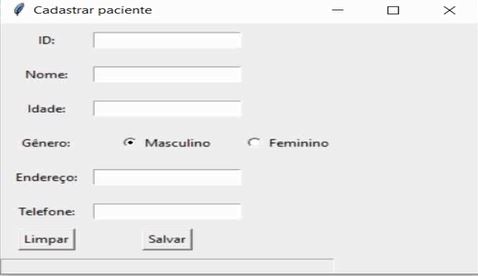 Cadastrar paciente
ID:
Nome:
Idade:
Gênero: Masculino Feminino
Endereço:
Telefone:
Limpar Salvar